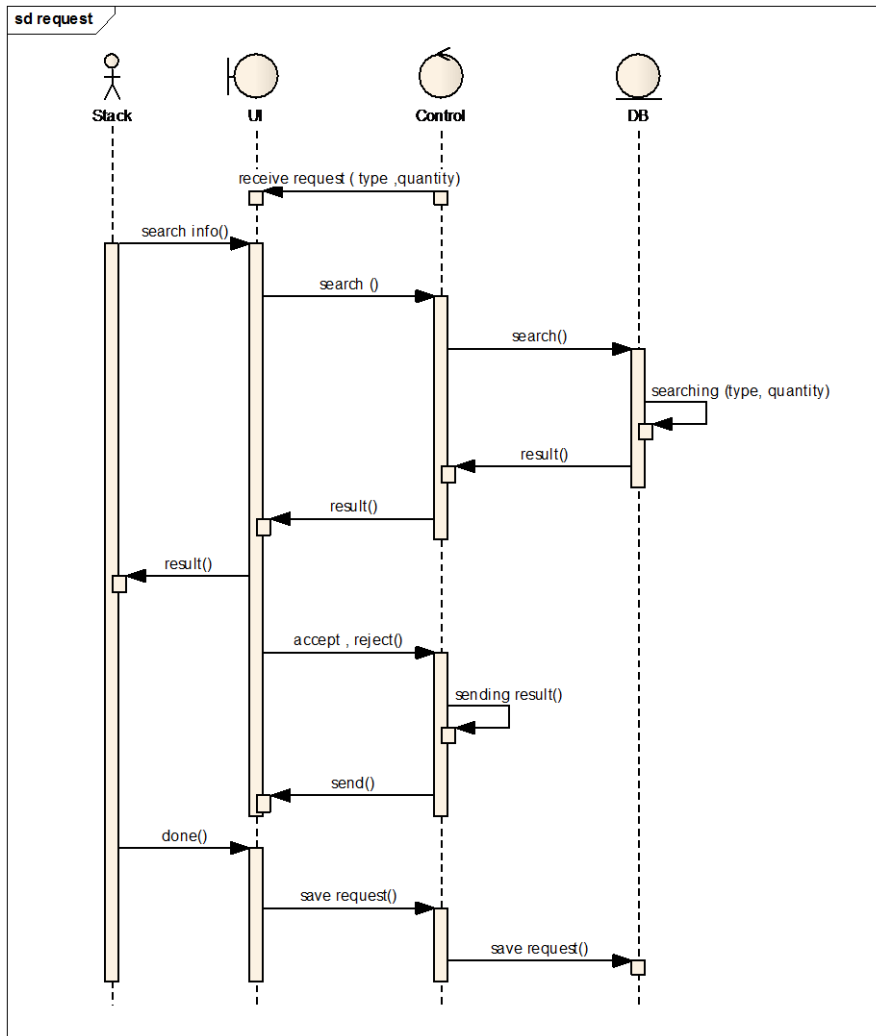 sd request
Stack
UI
Control
DB
receive request ( type ,quantity)
search info()
search ()
search()
searching (type, quantity)
result()
result()
result()
accept , reject()
sending result()
send()
done()
save request()
save request()